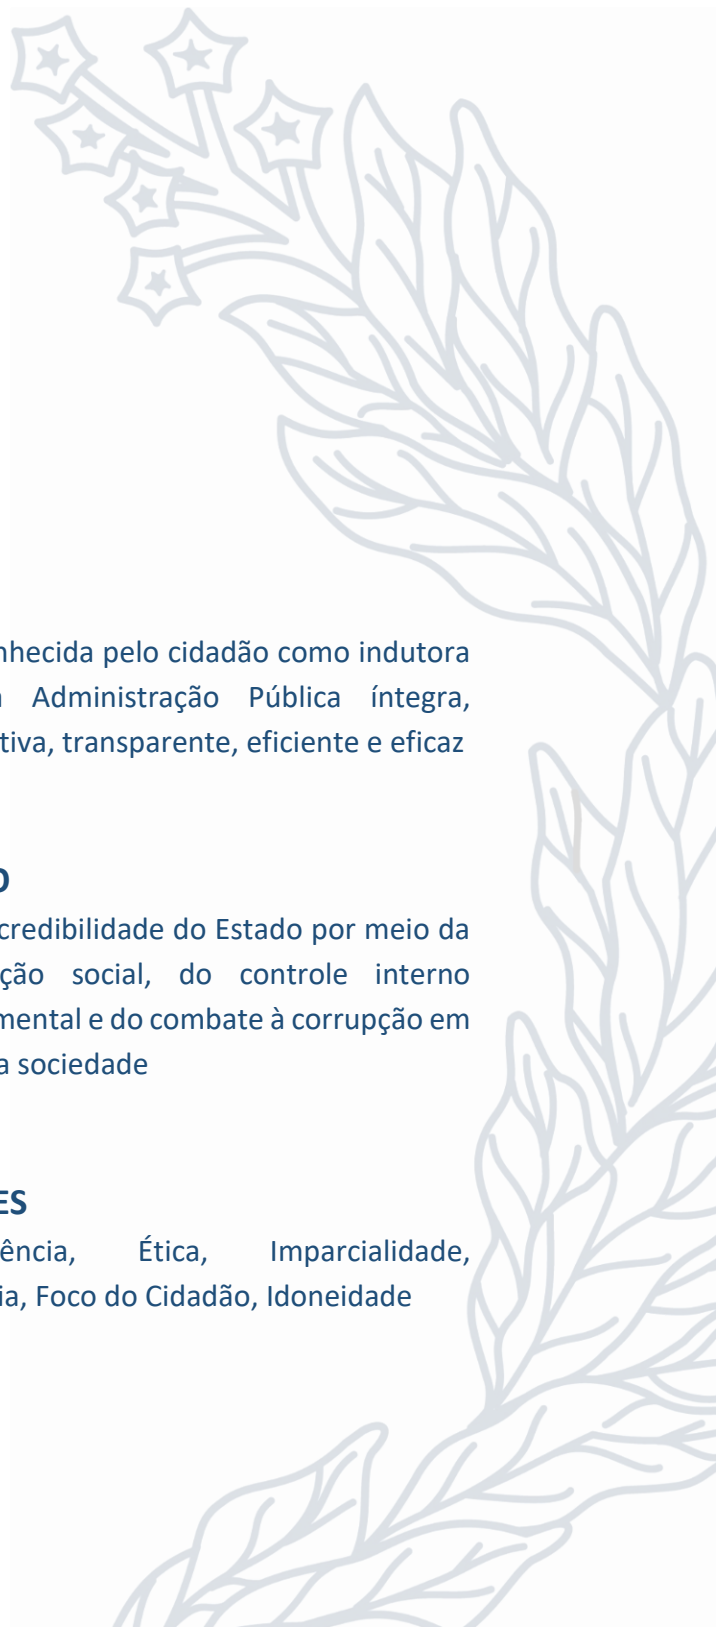 nhecida pelo cidadão como indutora
Administração Pública íntegra,
tiva, transparente, eficiente e eficaz
O
credibilidade do Estado por meio da
ção social, do controle interno
mental e do combate à corrupção em
a sociedade
ES
ência, Ética, Imparcialidade,
ia, Foco do Cidadão, Idoneidade